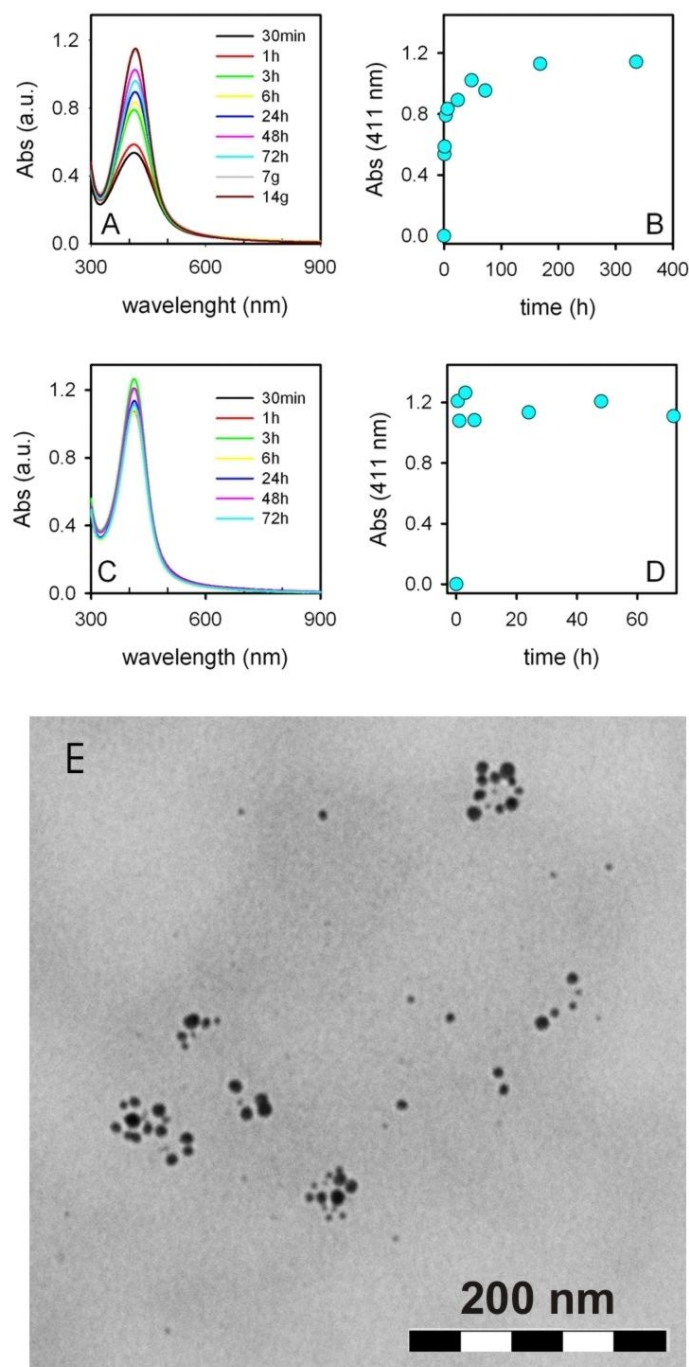 1.2
0.8
0.4
0.0
Abs (a.u.)
30min
1h
3h
6h
24h
48h
72h
7g
14g
A
300 600 900
wavelenght (nm)
1.2
0.8
0.4
0.0
Abs (411 nm)
B
0 100 200 300 400
time (h)
1.2
0.8
0.4
0.0
Abs (a.u.)
30min
1h
3h
6h
24h
48h
72h
C
300 600 900
wavelength (nm)
1.6
1.2
0.8
0.4
0.0
Abs (411 nm)
D
0 20 40 60
time (h)
E
200 nm